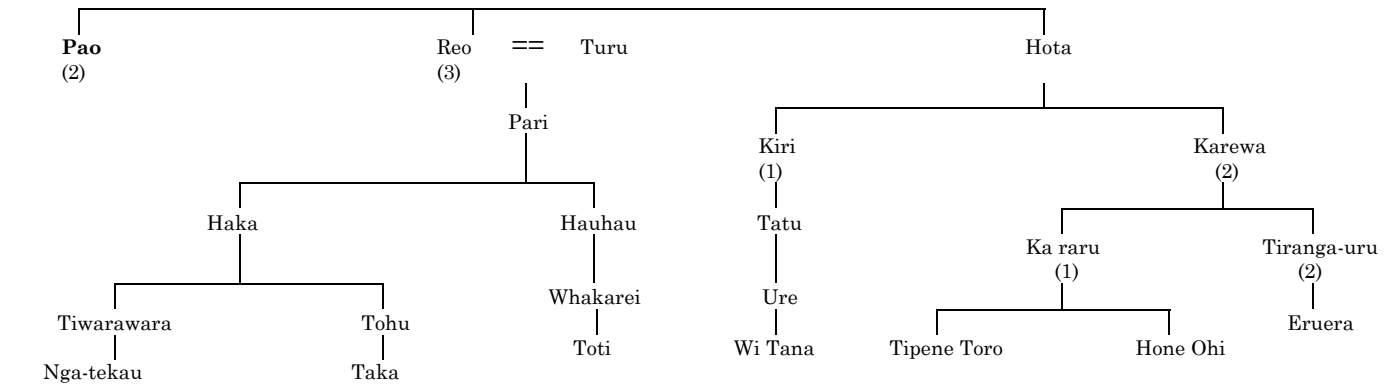 Pao Reo == Turu Hota
(2) (3)
Pari
Kiri Karewa
(1) (2)
Haka Hauhau Tatu
Ka raru Tiranga-uru
(1) (2)
Whakarei Ure
Tiwarawara Tohu Eruera
Toti Wi Tana Tipene Toro Hone Ohi
Nga-tekau Taka